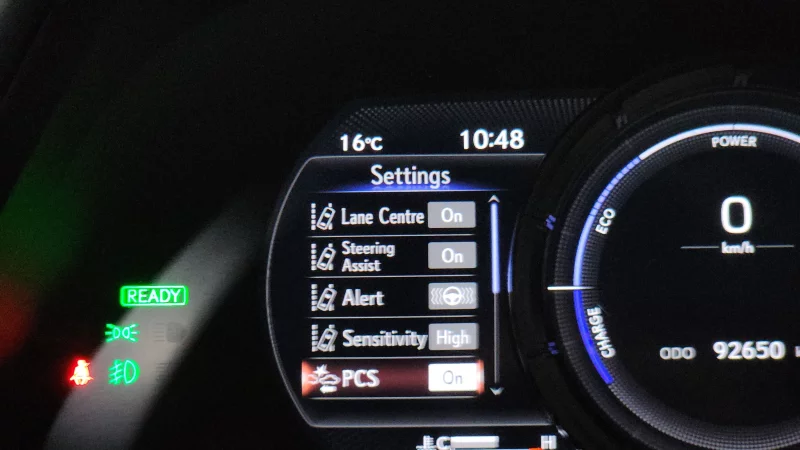 16°C 10:48
Settings
Lane Centre On
Steering
Assist On
Alert
Sensitivity High
PCS On
READY
POWER
ECO
CHARGE
0
km/h
ODO 92650 k
C H